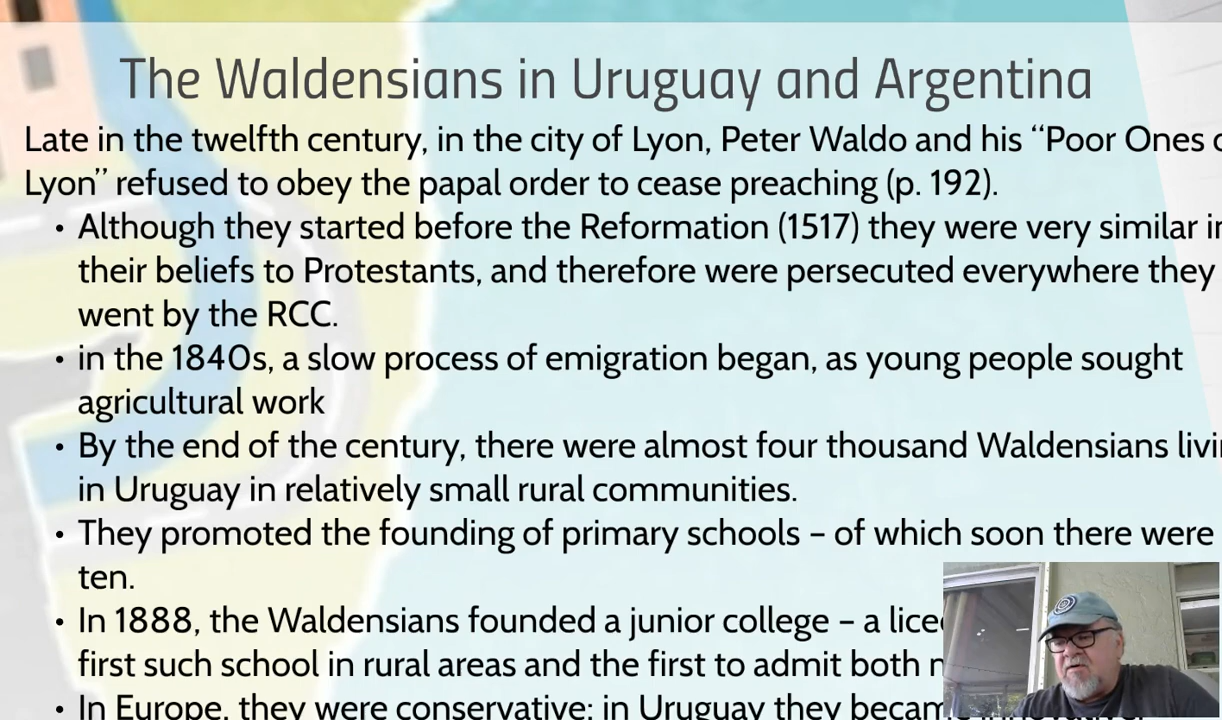 The Waldensians in Uruguay and Argentina
Late in the twelfth century, in the city of Lyon, Peter Waldo and his “Poor Ones
Lyon” refused to obey the papal order to cease preaching (p. 192).
• Although they started before the Reformation (1517) they were very similar
their beliefs to Protestants, and therefore were persecuted everywhere they
went by the RCC.
• in the 1840s, a slow process of emigration began, as young people sought
agricultural work
• By the end of the century, there were almost four thousand Waldensians
in Uruguay in relatively small rural communities.
• They promoted the founding of primary schools – of which soon there were
ten.
• In 1888, the Waldensians founded a junior college – a
first such school in rural areas and the first to admit both
• In Europe, they were conservative; in Uruguay they became